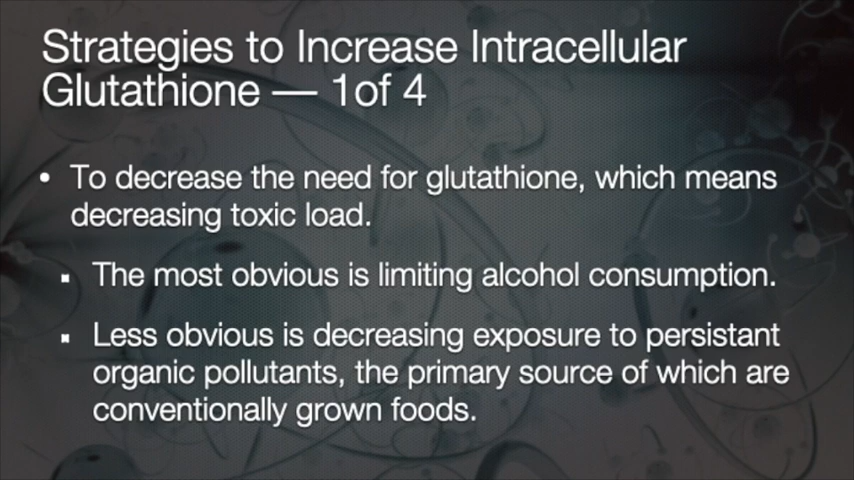 Strategies to Increase Intracellular
Glutathione — 1of 4
• To decrease the need for glutathione, which means
decreasing toxic load.
▪ The most obvious is limiting alcohol consumption.
▪ Less obvious is decreasing exposure to persistant
organic pollutants, the primary source of which are
conventionally grown foods.